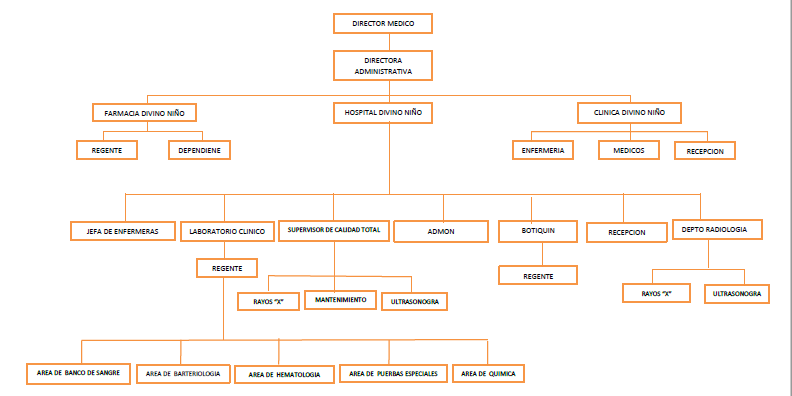 DIRECTOR MEDICO
DIRECTORA
ADMINISTRATIVA
FARMACIA DIVINO NIÑO
HOSPITAL DIVINO NIÑO
CLINICA DIVINO NIÑO
REGENTE
DEPENDIENE
ENFERMERIA
MEDICOS
RECEPCION
JEFA DE ENFERMERAS
LABORATORIO CLINICO
SUPERVISOR DE CALIDAD TOTAL
ADMON
BOTIQUIN
RECEPCION
DEPTO RADIOLOGIA
REGENTE
RAYOS “X”
MANTENIMIENTO
ULTRASONOGRA
REGENTE
RAYOS “X”
ULTRASONOGRA
AREA DE BANCO DE SANGRE
AREA DE BARTERIOLOGIA
AREA DE HEMATOLOGIA
AREA DE PUERBAS ESPECIALES
AREA DE QUIMICA